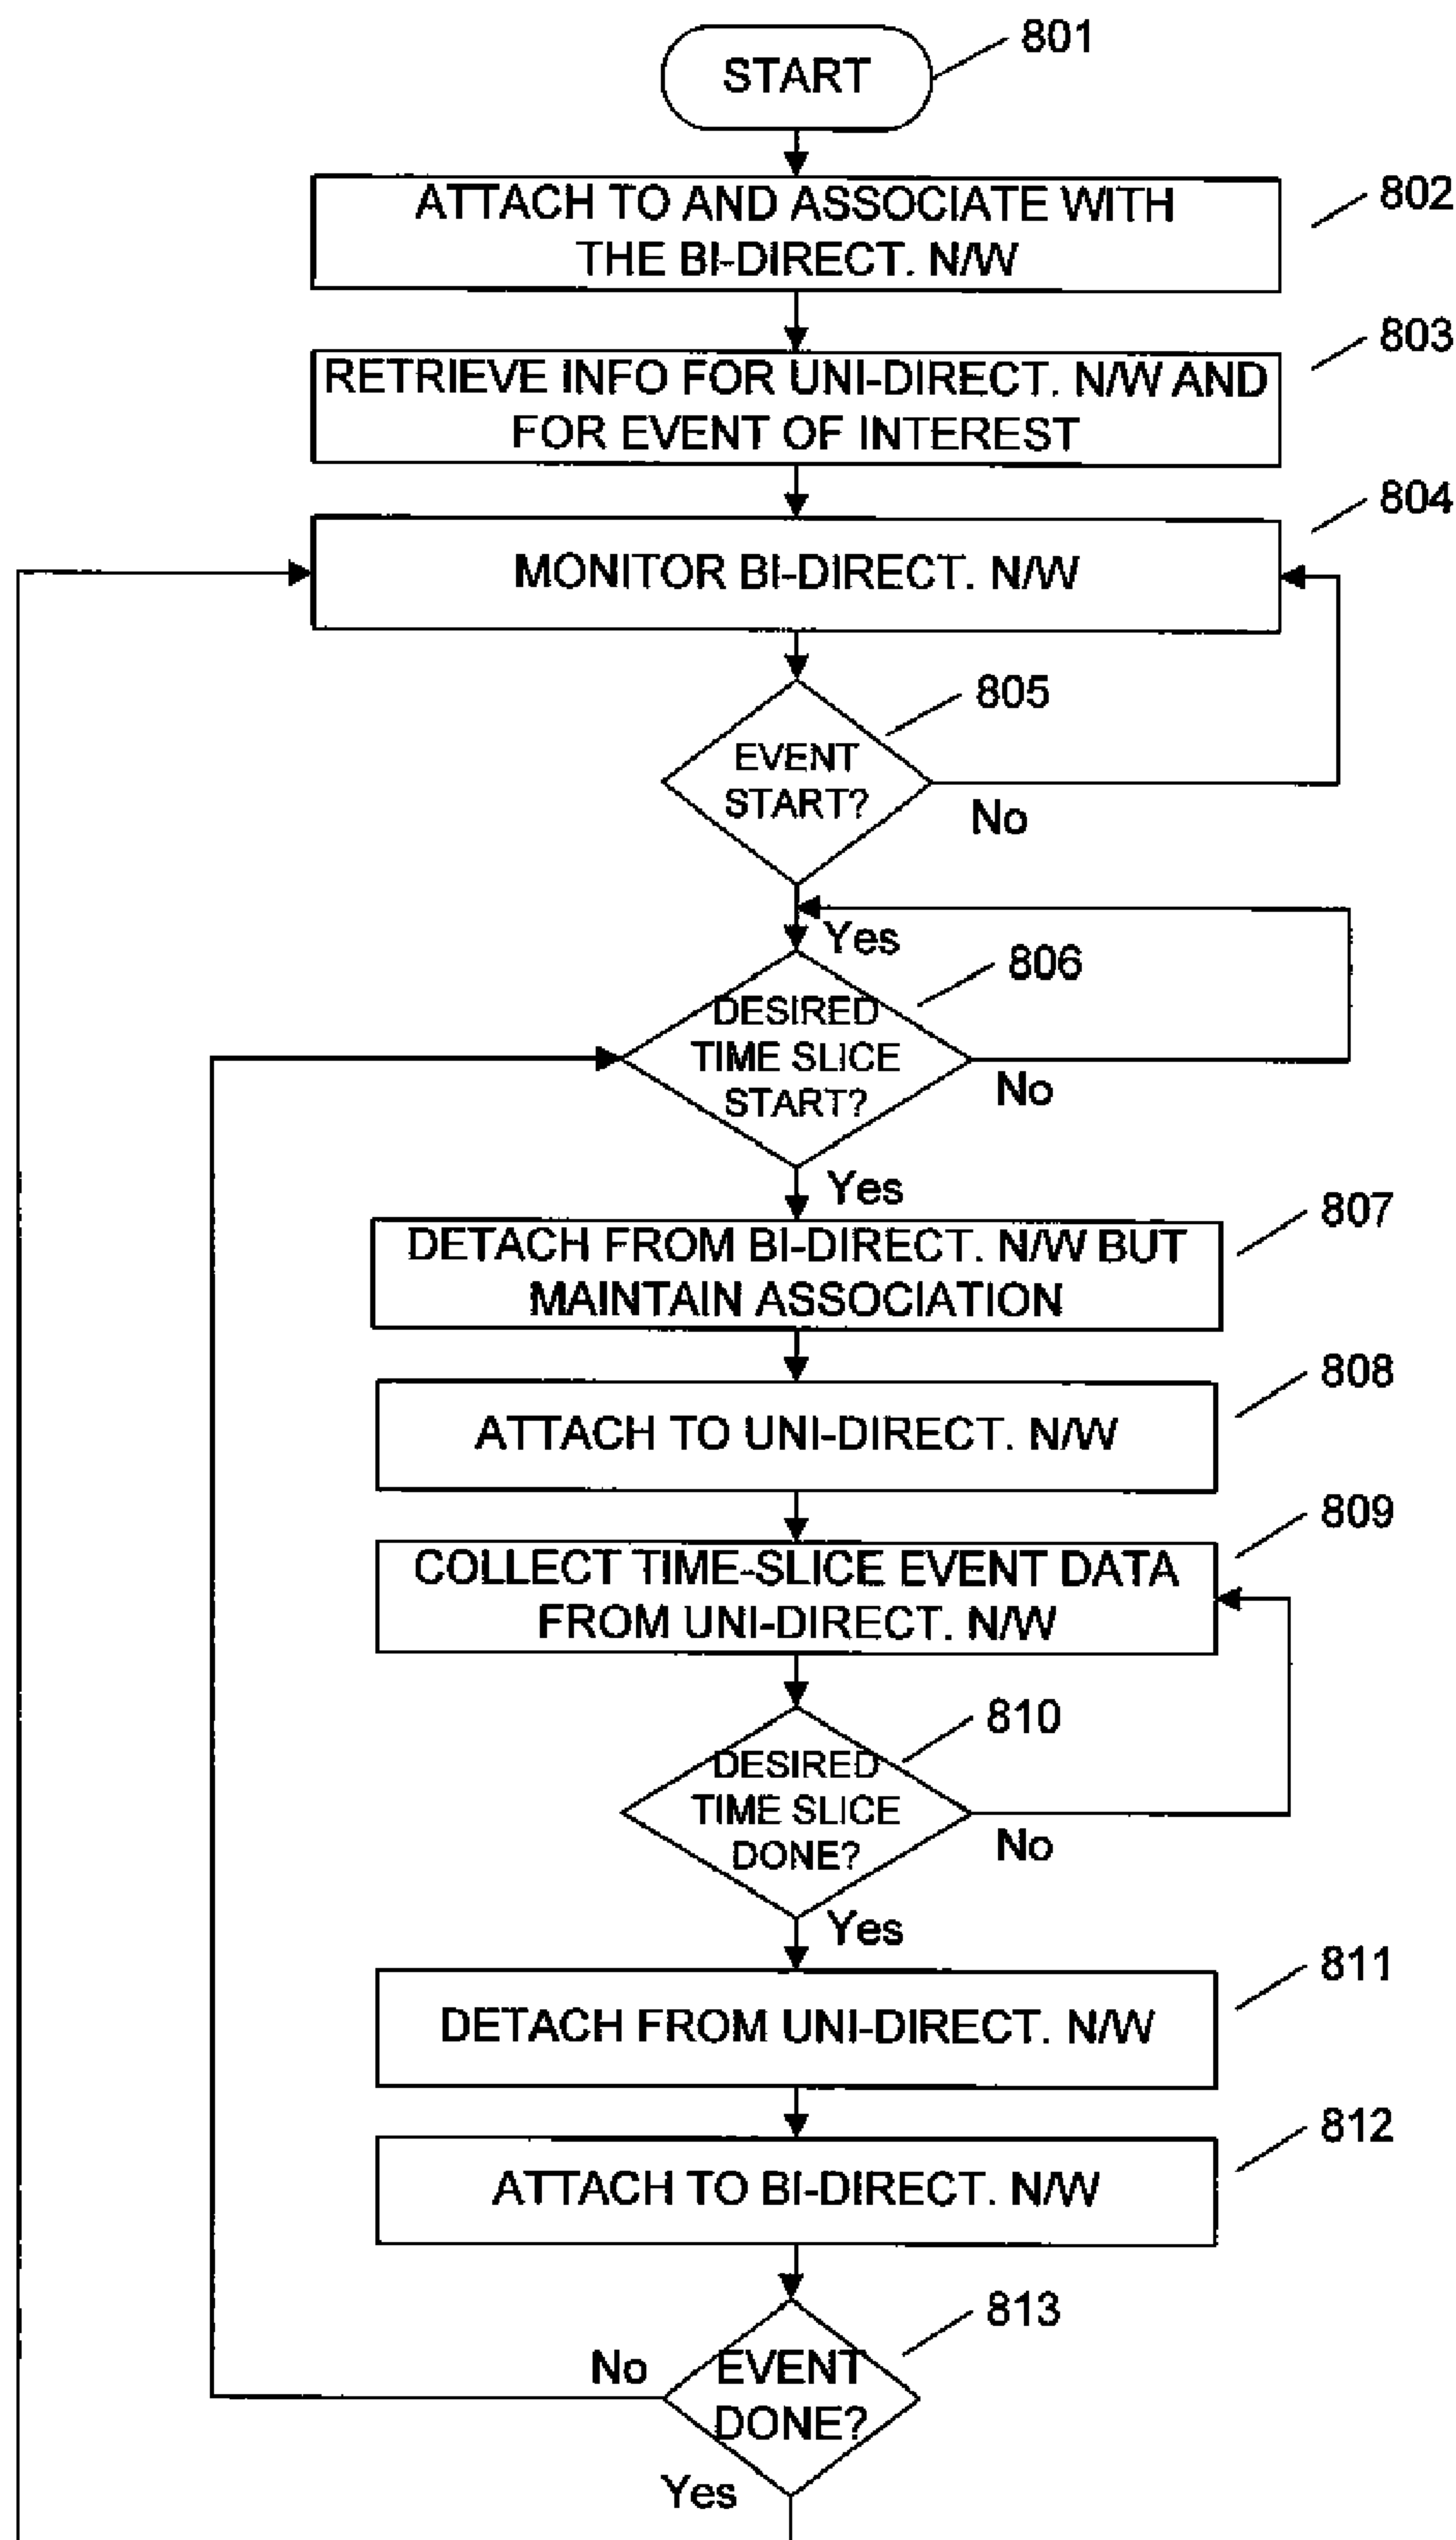 START
801
ATTACH TO AND ASSOCIATE WITH
THE BI-DIRECT. N/W
802
RETRIEVE INFO FOR UNI-DIRECT. N/W AND
FOR EVENT OF INTEREST
803
MONITOR BI-DIRECT. N/W
804
EVENT
START?
805
No
Yes
DESIRED
TIME SLICE
START?
806
No
Yes
DETACH FROM BI-DIRECT. N/W BUT
MAINTAIN ASSOCIATION
807
ATTACH TO UNI-DIRECT. N/W
808
COLLECT TIME-SLICE EVENT DATA
FROM UNI-DIRECT. N/W
809
DESIRED
TIME SLICE
DONE?
810
No
Yes
DETACH FROM UNI-DIRECT. N/W
811
ATTACH TO BI-DIRECT. N/W
812
EVENT
DONE?
813
No
Yes